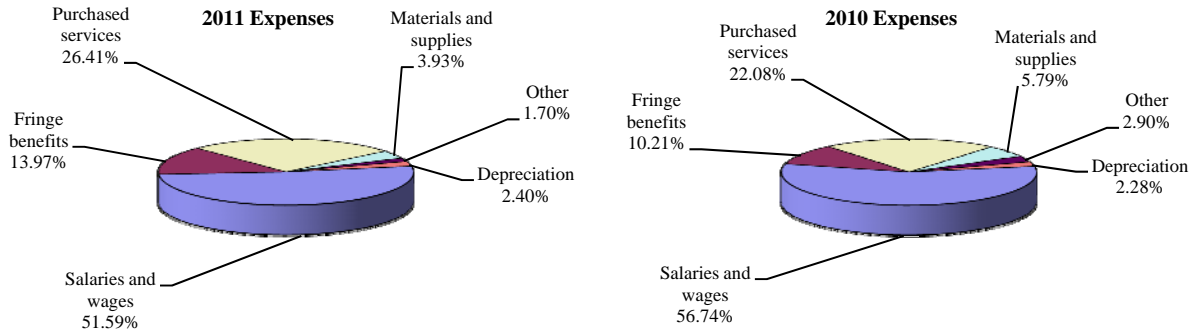 2011 Expenses
Purchased
services
26.41%
Materials and
supplies
3.93%
Other
1.70%
Fringe
benefits
13.97%
Depreciation
2.40%
Salaries and
wages
51.59%
2010 Expenses
Purchased
services
22.08%
Materials and
supplies
5.79%
Other
2.90%
Fringe
benefits
10.21%
Depreciation
2.28%
Salaries and
wages
56.74%